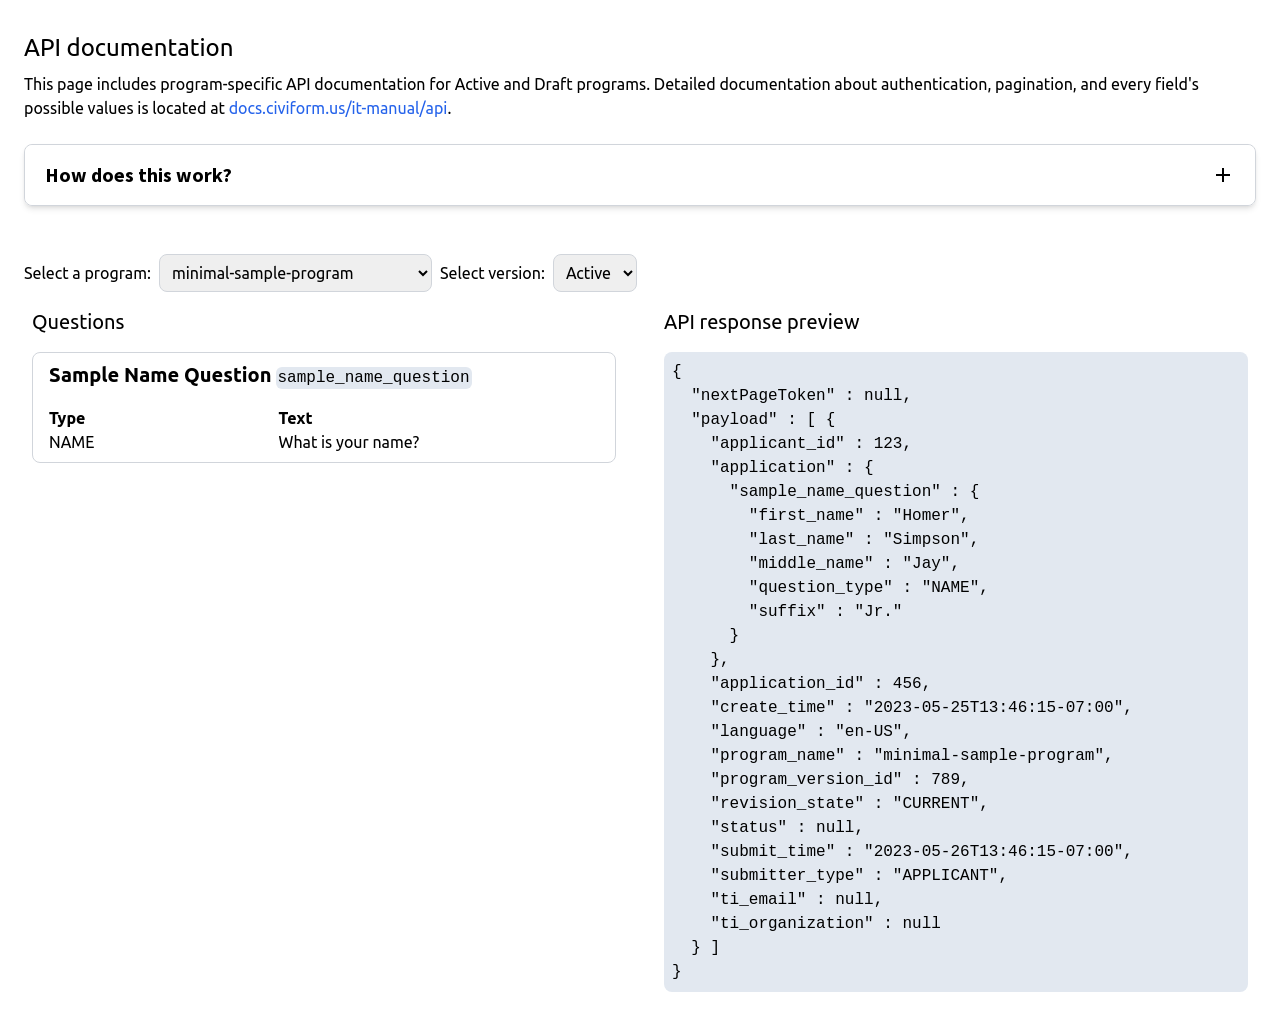 API documentation
This page includes program-specific API documentation for Active and Draft programs. Detailed documentation about authentication, pagination, and every field's
possible values is located at docs.civiform.us/it-manual/api.
How does this work?
Select a program: minimal-sample-program Select version: Active
Questions
Sample Name Question sample_name_question
Type Text
NAME What is your name?
API response preview
{
  "nextPageToken" : null,
  "payload" : [ {
    "applicant_id" : 123,
    "application" : {
      "sample_name_question" : {
        "first_name" : "Homer",
        "last_name" : "Simpson",
        "middle_name" : "Jay",
        "question_type" : "NAME",
        "suffix" : "Jr."
      }
    },
    "application_id" : 456,
    "create_time" : "2023-05-25T13:46:15-07:00",
    "language" : "en-US",
    "program_name" : "minimal-sample-program",
    "program_version_id" : 789,
    "revision_state" : "CURRENT",
    "status" : null,
    "submit_time" : "2023-05-26T13:46:15-07:00",
    "submitter_type" : "APPLICANT",
    "ti_email" : null,
    "ti_organization" : null
  } ]
}